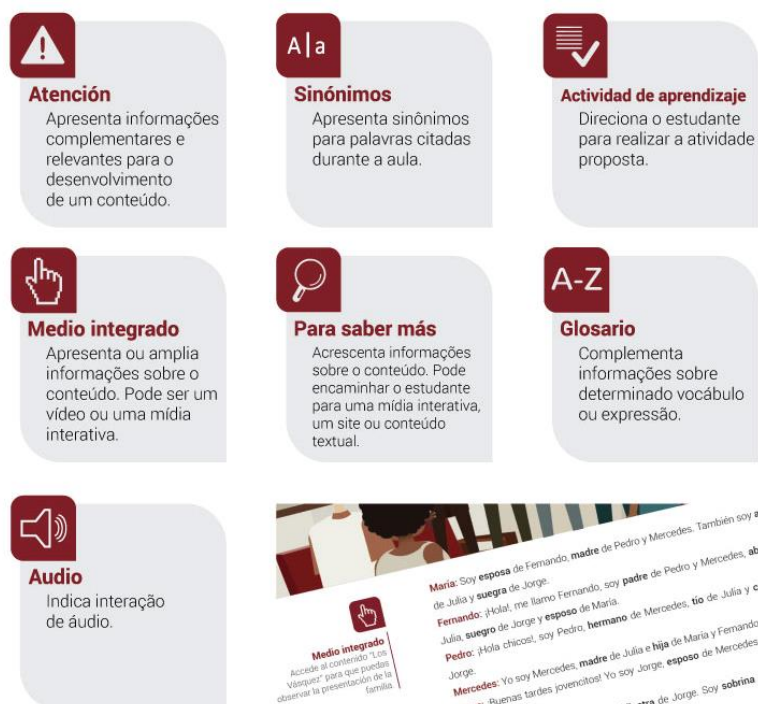 Atención
Apresenta informações
complementares e
relevantes para o
desenvolvimento
de um conteúdo.
A|a
Sinónimos
Apresenta sinônimos
para palavras citadas
durante a aula.
Actividad de aprendizaje
Direciona o estudante
para realizar a atividade
proposta.
Medio integrado
Apresenta ou amplia
informações sobre o
conteúdo. Pode ser um
vídeo ou uma mídia
interativa.
Para saber más
Acrescenta informações
sobre o conteúdo. Pode
encaminhar o estudante
para uma mídia interativa,
um site ou conteúdo
textual.
A-Z
Glosario
Complementa
informações sobre
determinado vocábulo
ou expressão.
Audio
Indica interação
de áudio.
Medio integrado
Accede al contenido "Los
Vásquez" para que puedas
observar la presentación de la
familia.
María: Soy esposa de Fernando, madre de Pedro y Mercedes. También soy
de Julia y suegra de Jorge.
Fernando: ¡Hola!, me llamo Fernando, soy padre de Pedro y Mercedes,
Julia, suegro de Jorge y esposo de María.
Pedro: ¡Hola chicos!, soy Pedro, hermano de Mercedes, tío de Julia y
Jorge.
Mercedes: Yo soy Mercedes, madre de Julia e hija de María y Fernando
¡Buenas tardes jovencitos! Yo soy Jorge, esposo de Mercedes
de Jorge. Soy sobrina